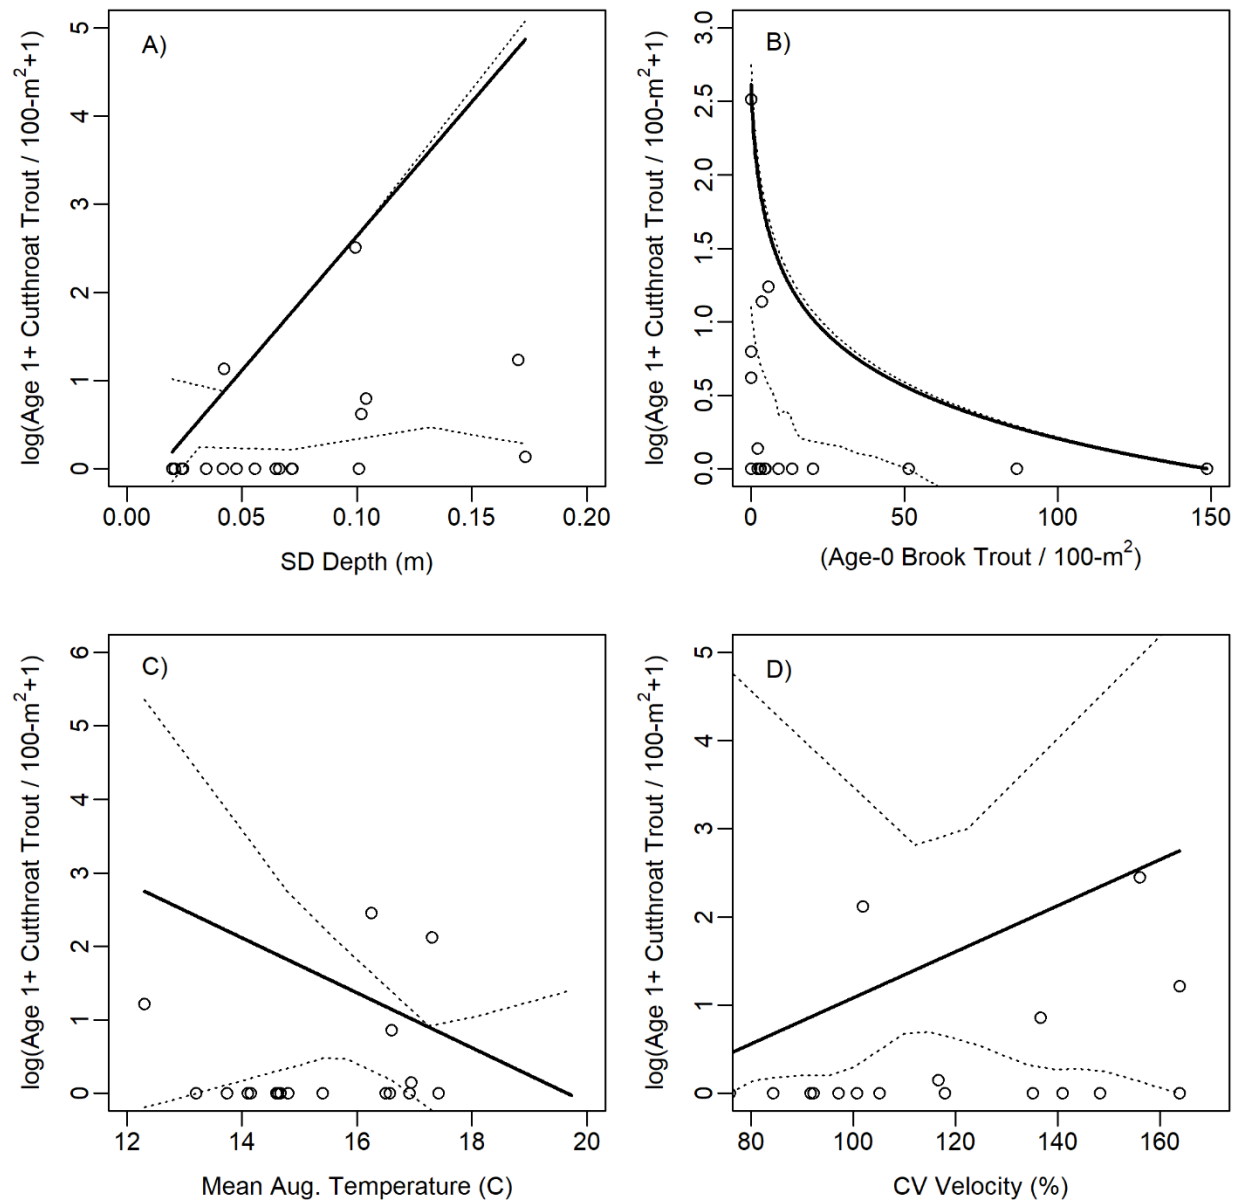 A)
log(Age 1+ Cutthroat Trout / 100-m²+1)
5
4
3
2
1
0
0.00 0.05 0.10 0.15 0.20
SD Depth (m)
B)
log(Age 1+ Cutthroat Trout / 100-m²+1)
3.0
2.5
2.0
1.5
1.0
0.5
0.0
0 50 100 150
(Age-0 Brook Trout / 100-m²)
C)
log(Age 1+ Cutthroat Trout / 100-m²+1)
6
5
4
3
2
1
0
12 14 16 18 20
Mean Aug. Temperature (C)
D)
log(Age 1+ Cutthroat Trout / 100-m²+1)
5
4
3
2
1
0
80 100 120 140 160
CV Velocity (%)